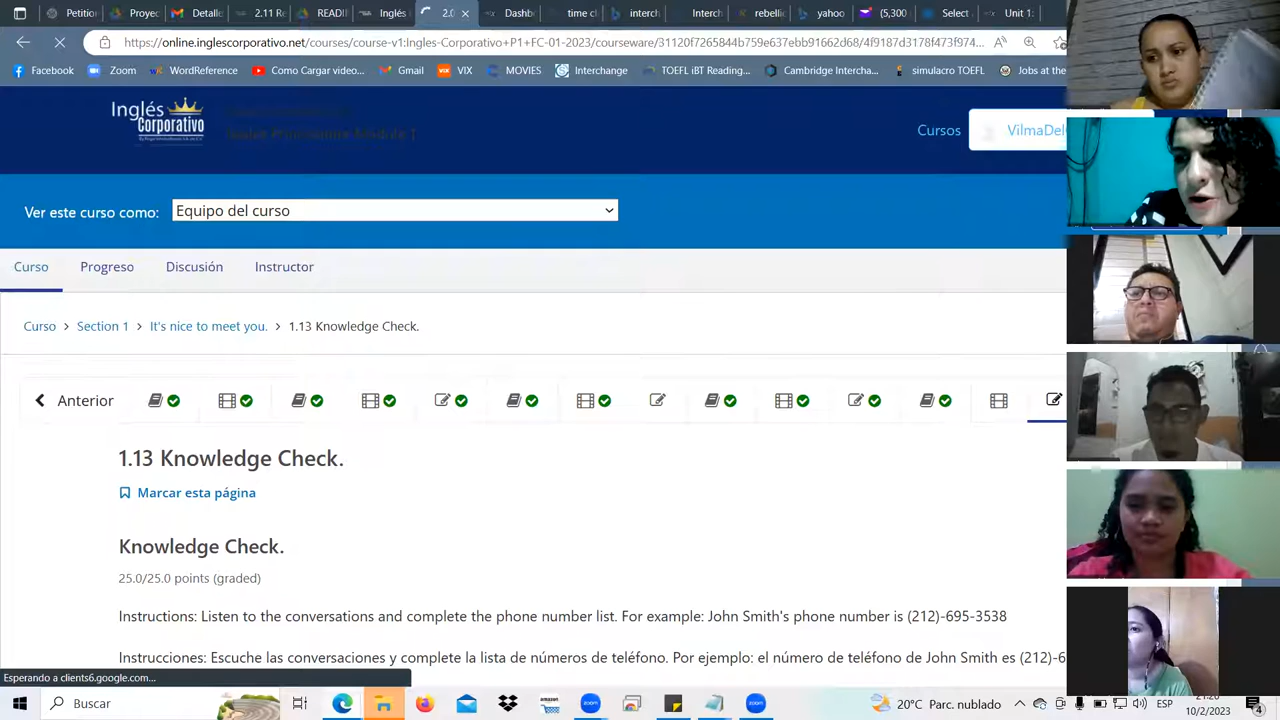 Petition
Proyec
Detalle
2.11 Re
READI
Inglés
2.0
Dashb
time cl
interch
Interch
rebellic
yahoo
(5,300
Select
Unit 1:
https://online.inglescorporativo.net/courses/course-v1:Ingles-Corporativo+P1+FC-01-2023/courseware/31120f7265844b759e637ebb91662d68/4f9187d3178f473f974...
Facebook
Zoom
WordReference
Como Cargar video...
Gmail
VIX
MOVIES
Interchange
TOEFL iBT Reading...
Cambridge Intercha...
simulacro TOEFL
Jobs at the
Inglés
Corporativo
Cursos
VilmaDel
Ver este curso como:
Equipo del curso
Curso
Progreso
Discusión
Instructor
Curso > Section 1 > It's nice to meet you. > 1.13 Knowledge Check.
Anterior
1.13 Knowledge Check.
Marcar esta página
Knowledge Check.
25.0/25.0 points (graded)
Instructions: Listen to the conversations and complete the phone number list. For example: John Smith's phone number is (212)-695-3538
Instrucciones: Escuche las conversaciones y complete la lista de números de teléfono. Por ejemplo: el número de teléfono de John Smith es (212)-6
Esperando a clients6.google.com...
Buscar
20°C Parc. nublado
ESP
21:20
10/2/2023
4